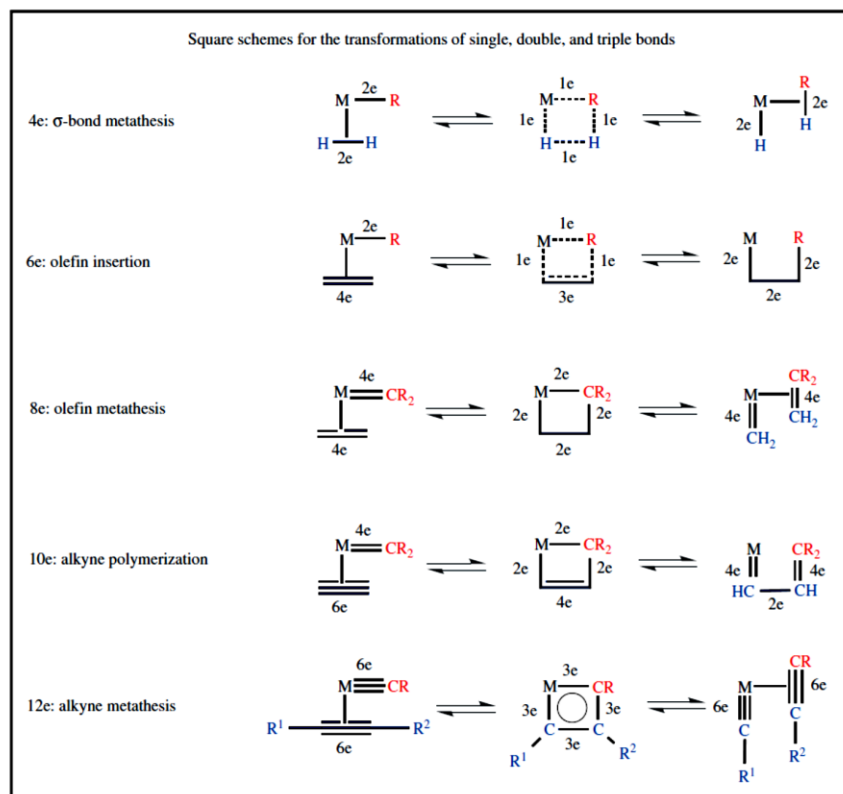 Square schemes for the transformations of single, double, and triple bonds
4e: σ-bond metathesis
2e
M R
H H
2e
1e
M R
1e 1e
H H
1e
R
M 2e
2e H
H
6e: olefin insertion
2e
M R
4e
1e
M R
1e 1e
3e
M R
2e 2e
2e
8e: olefin metathesis
4e
M CR2
4e
2e
M CR2
2e 2e
2e
CR2
M 4e
4e CH2
CH2
10e: alkyne polymerization
4e
M CR2
6e
2e
M CR2
2e 2e
4e
M CR2
4e 4e
HC CH
2e
12e: alkyne metathesis
6e
M CR
R1 R2
6e
3e
M CR
3e 3e
C C
3e
R1 R2
CR
M 6e
6e C
C R2
R1